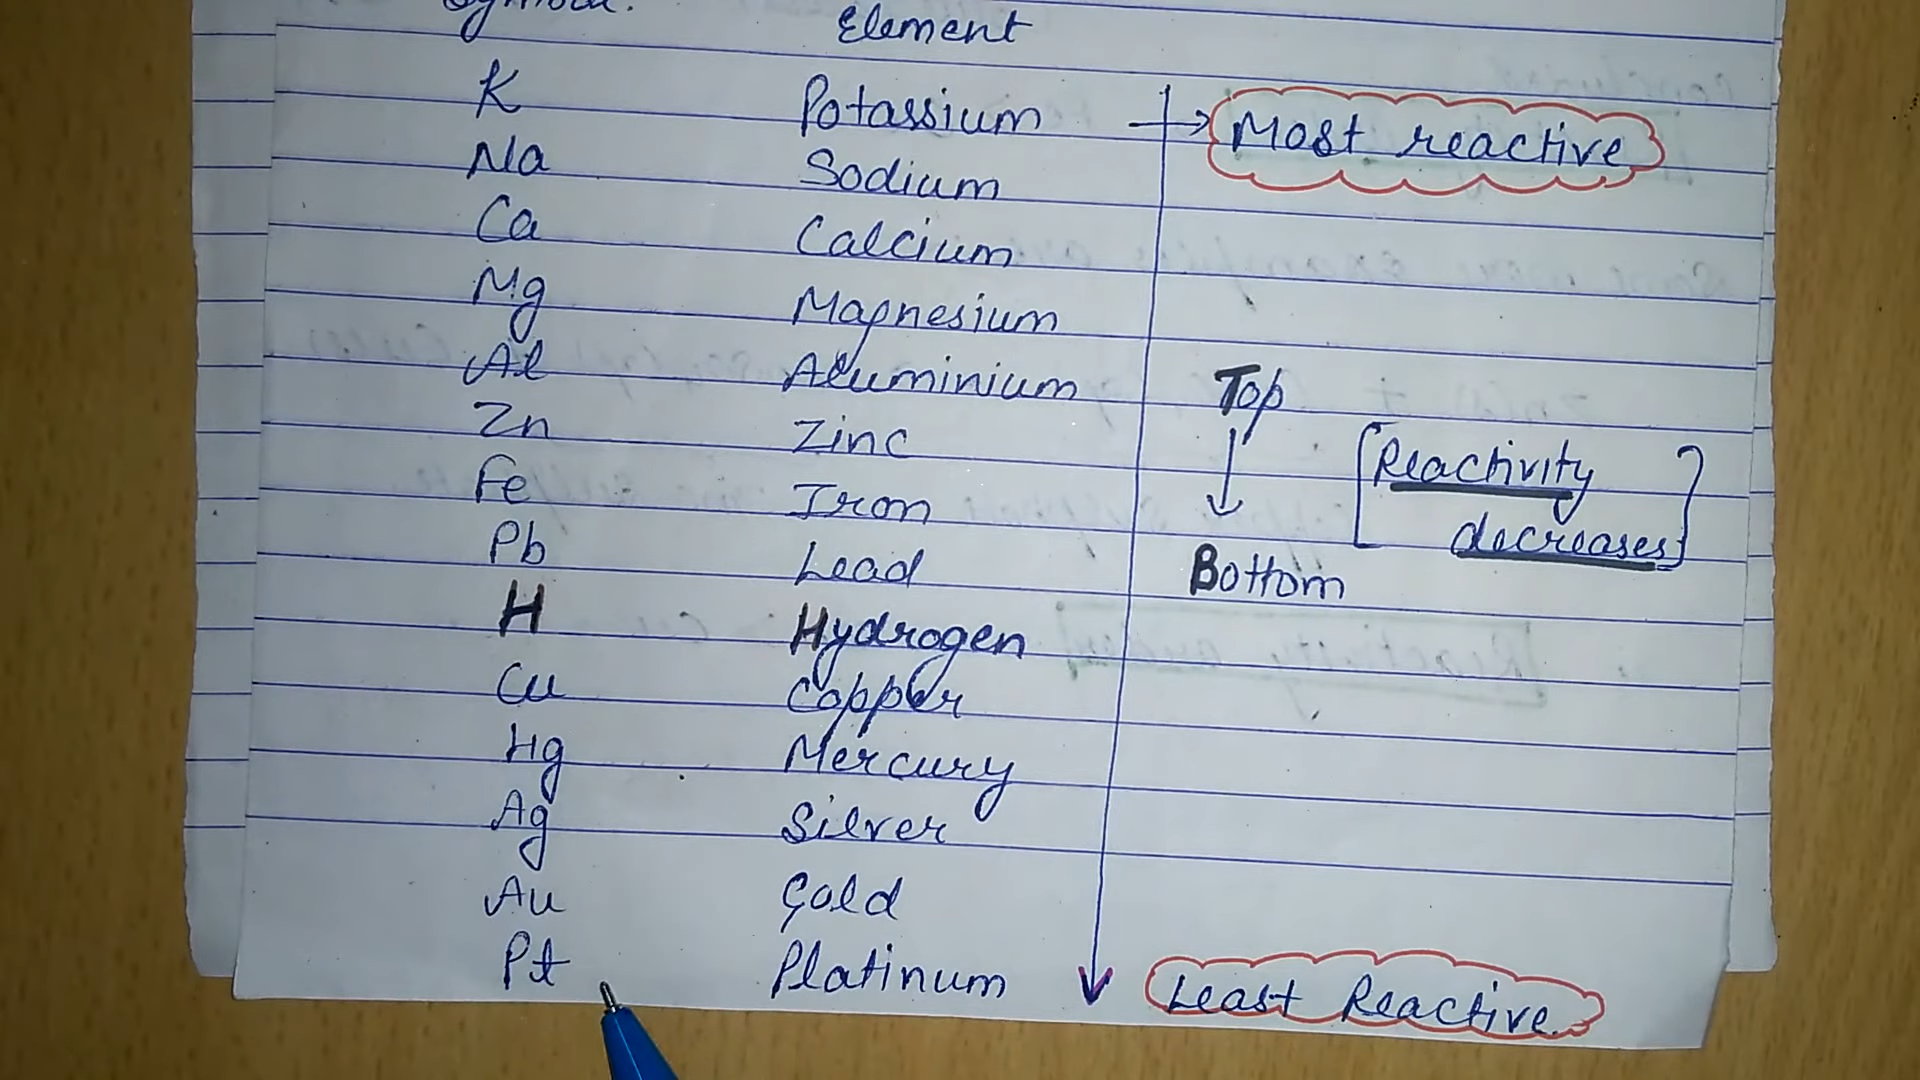 Symbol. Element
K Potassium → Most reactive
Na Sodium
Ca Calcium
Mg Magnesium
Al Aluminium Top
Zn Zinc [Reactivity
Fe Iron decreases]
Pb Lead Bottom
H Hydrogen
Cu Copper
Hg Mercury
Ag Silver
Au Gold
Pt Platinum Least Reactive.